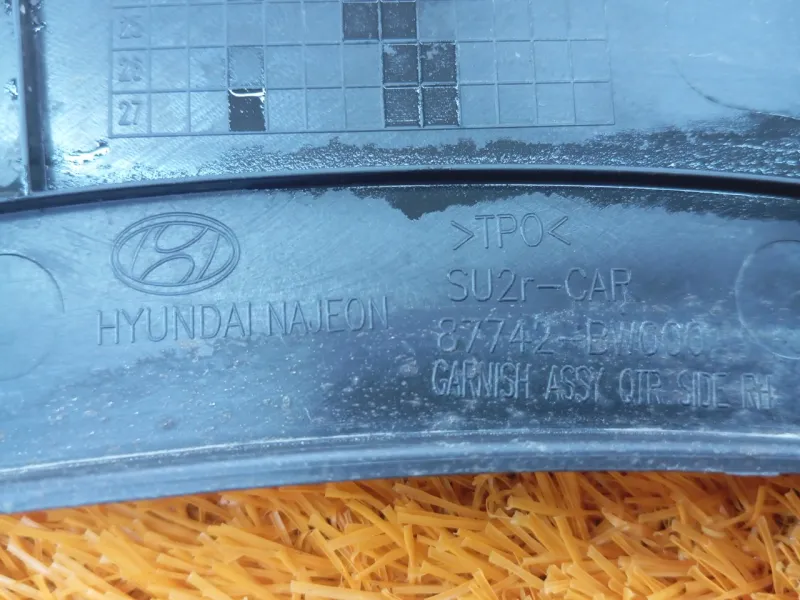 25
26
27
>TPO<
SU2r-CAR
HYUNDAI NAJEON
87742-BW000
GARNISH ASSY QTR SIDE RH